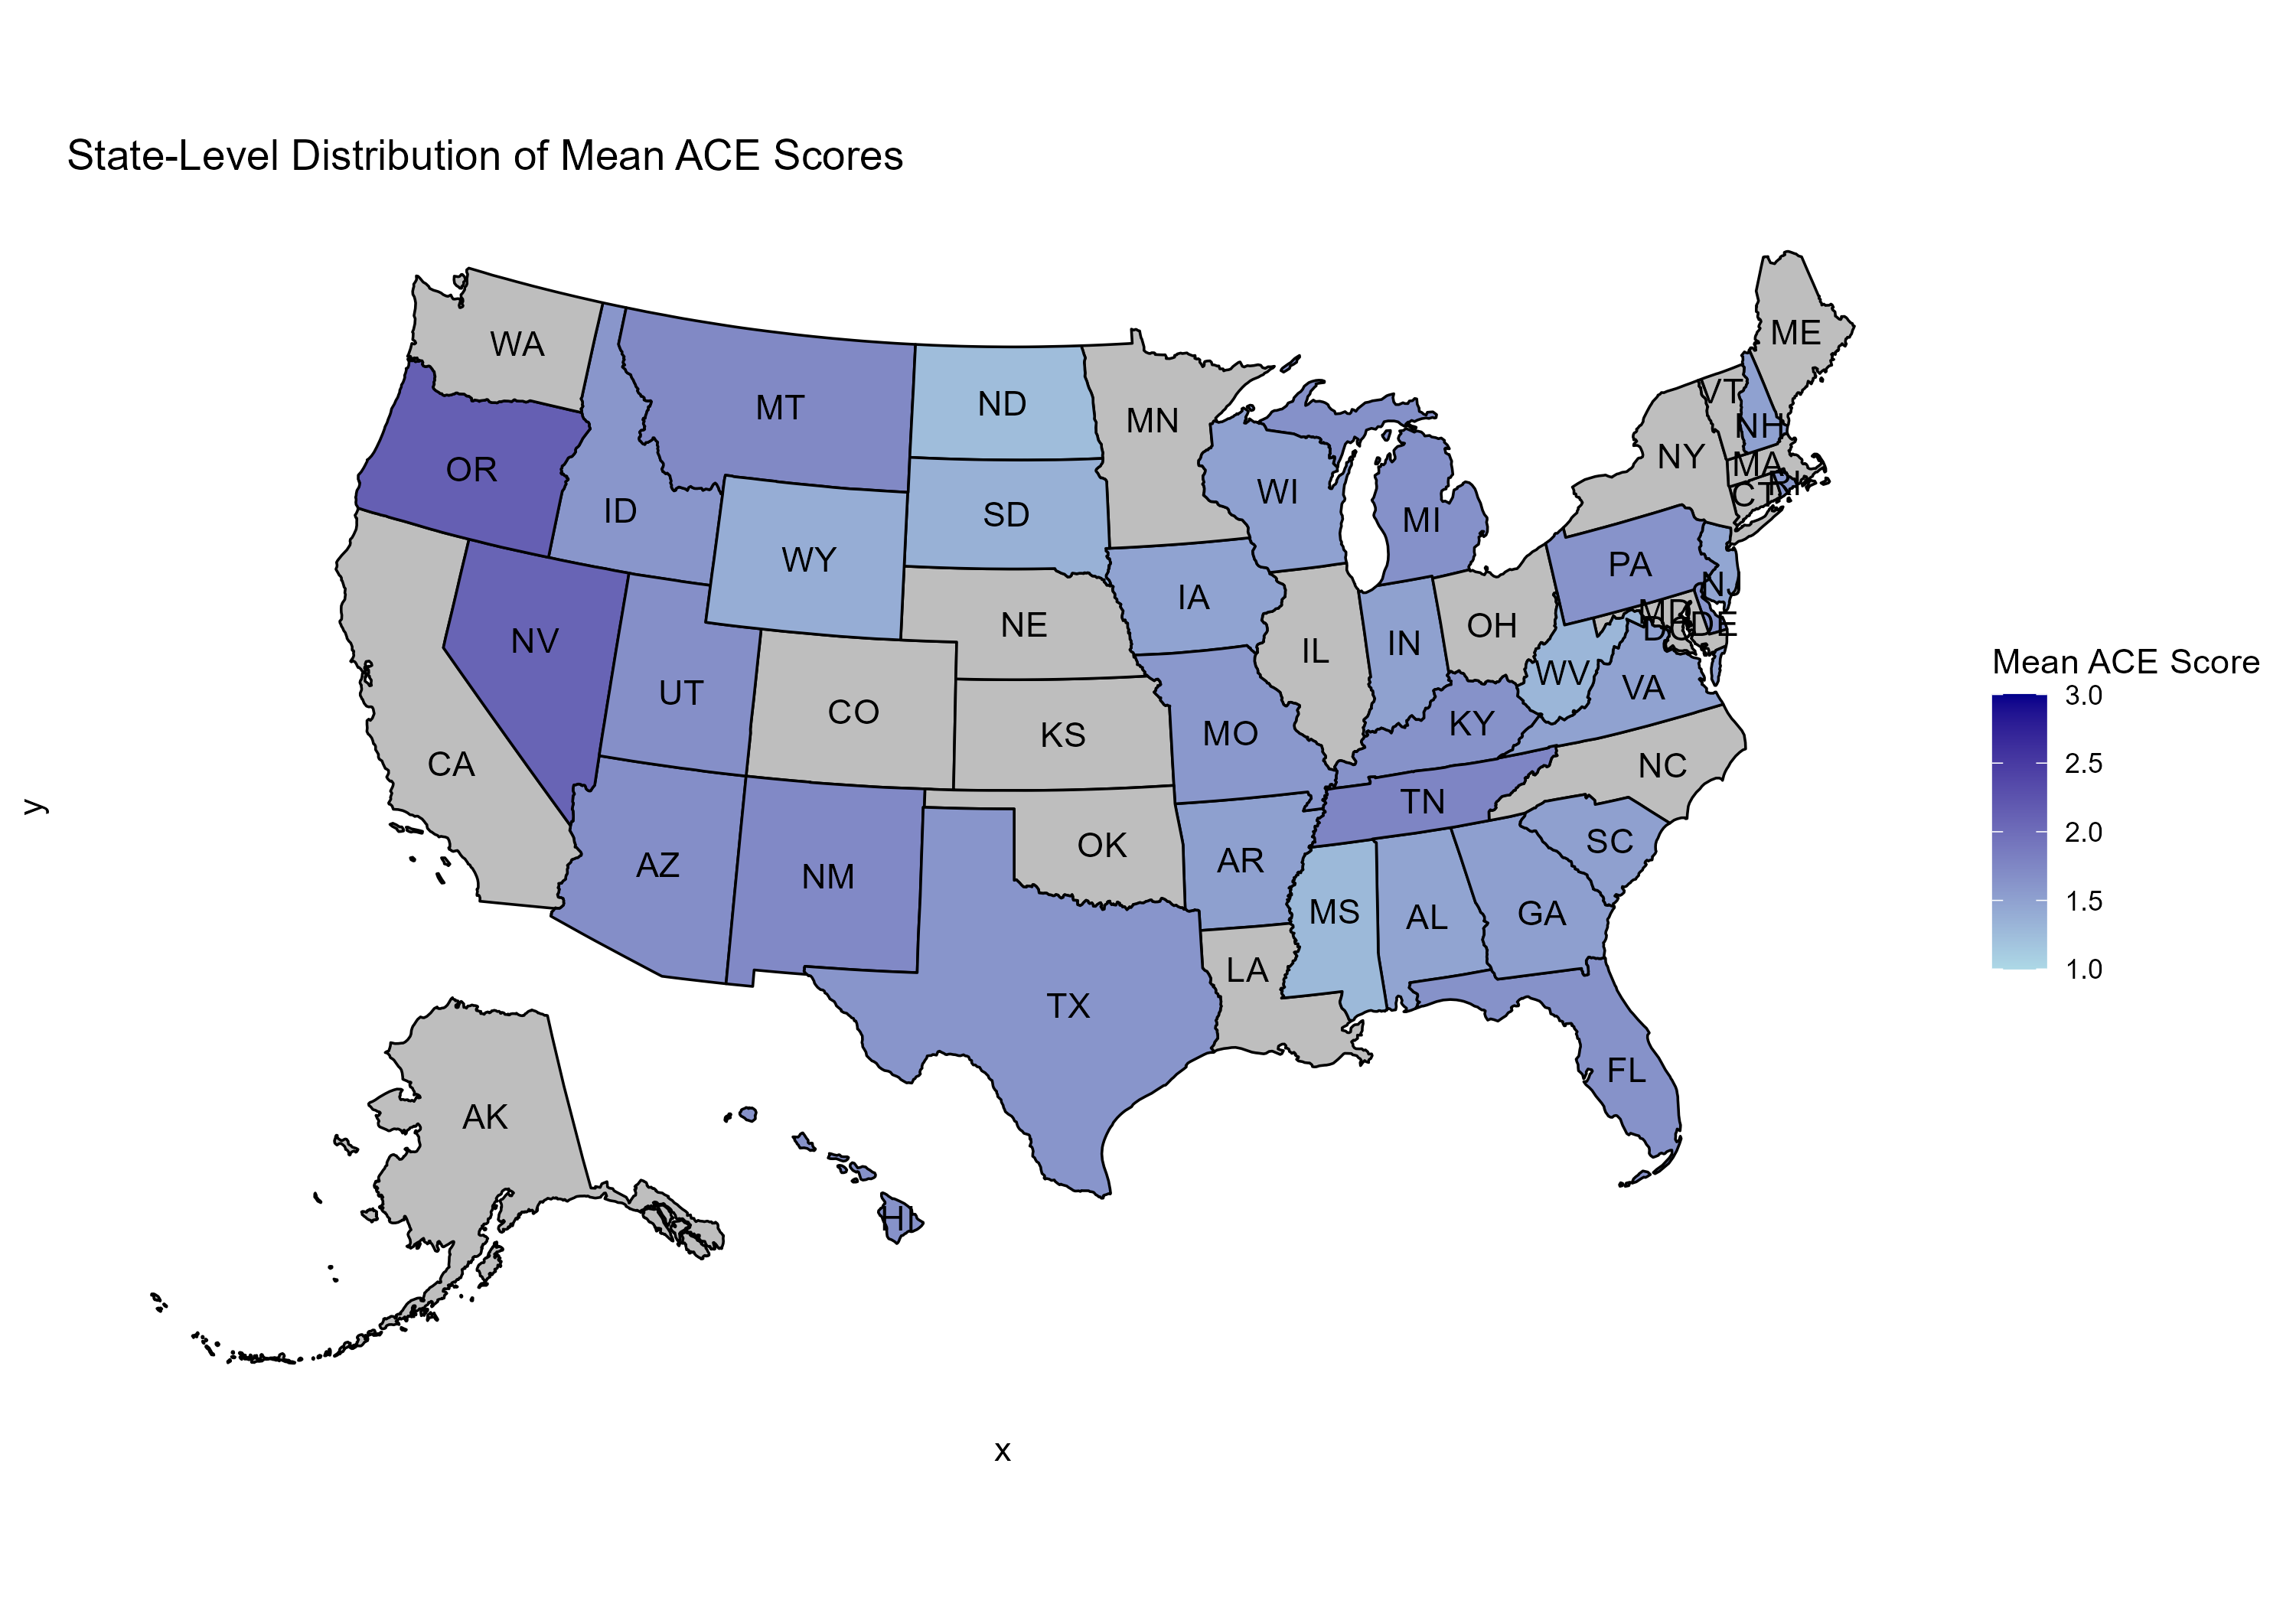 State-Level Distribution of Mean ACE Scores
WA
ME
MT
ND
VT
MN
NH
OR
NY
MA
WI
RI
CT
ID
SD
MI
WY
PA
NJ
IA
MD
NE
OH
DE
DC
NV
IN
IL
WV
UT
VA
CO
KY
KS
MO
CA
NC
TN
OK
SC
AZ
AR
NM
MS
AL
GA
LA
TX
FL
AK
HI
y
x
Mean ACE Score
3.0
2.5
2.0
1.5
1.0